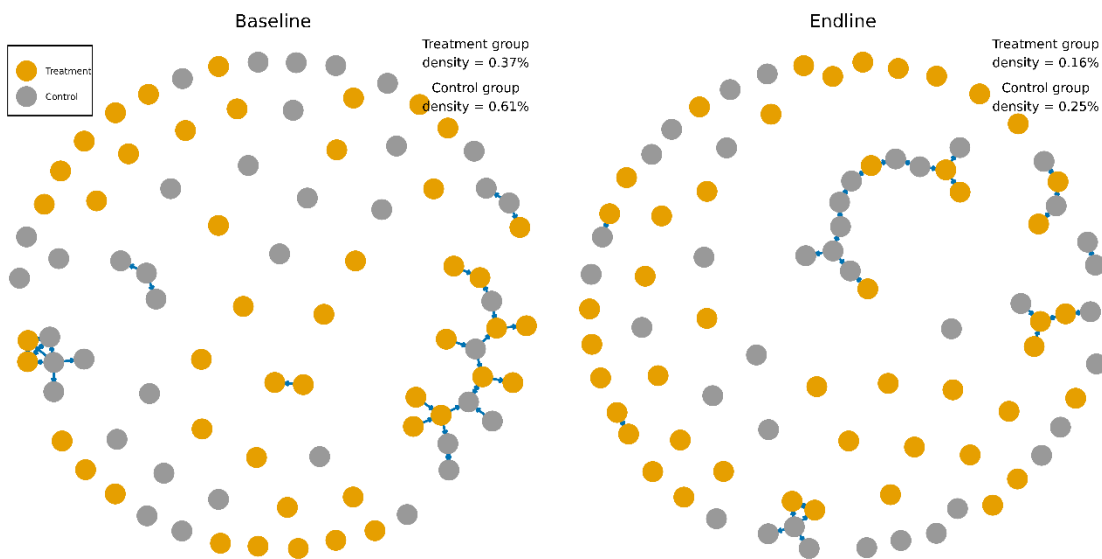 Baseline
Treatment
Control
Treatment group
density = 0.37%
Control group
density = 0.61%
Endline
Treatment group
density = 0.16%
Control group
density = 0.25%